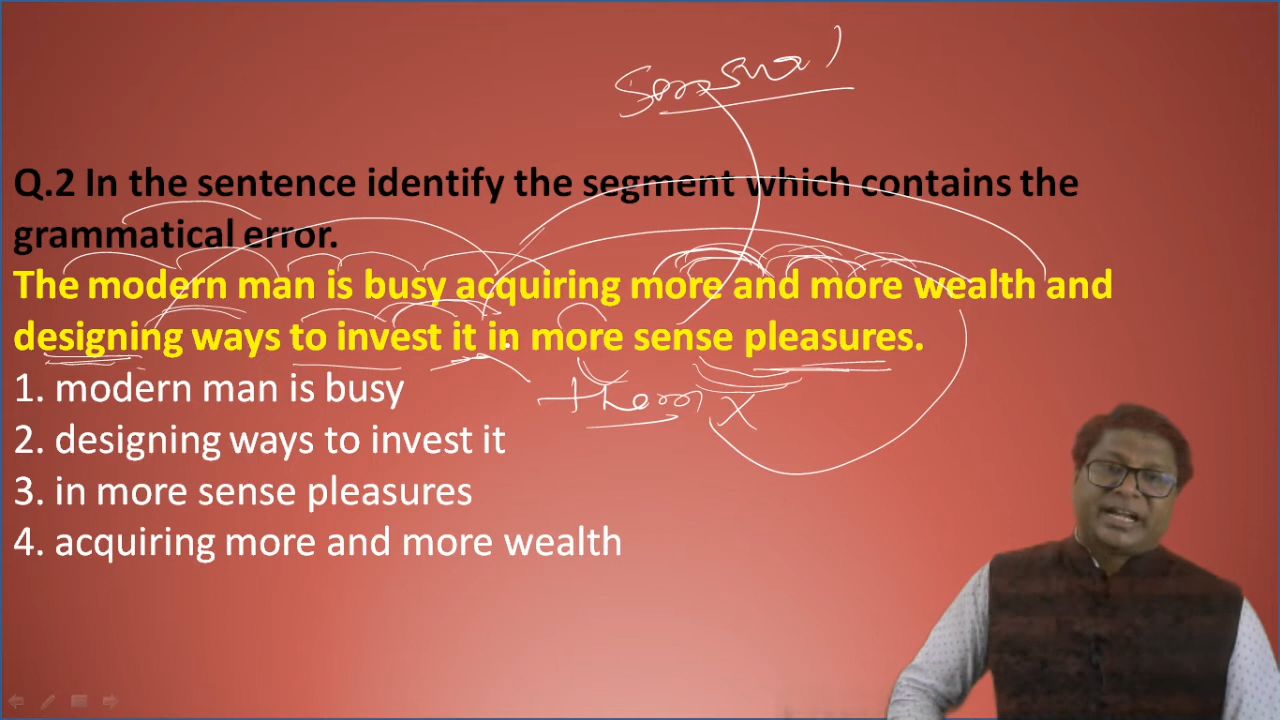 sensual
Q.2 In the sentence identify the segment which contains the
grammatical error.
The modern man is busy acquiring more and more wealth and
designing ways to invest it in more sense pleasures.
1. modern man is busy
them x
2. designing ways to invest it
3. in more sense pleasures
4. acquiring more and more wealth